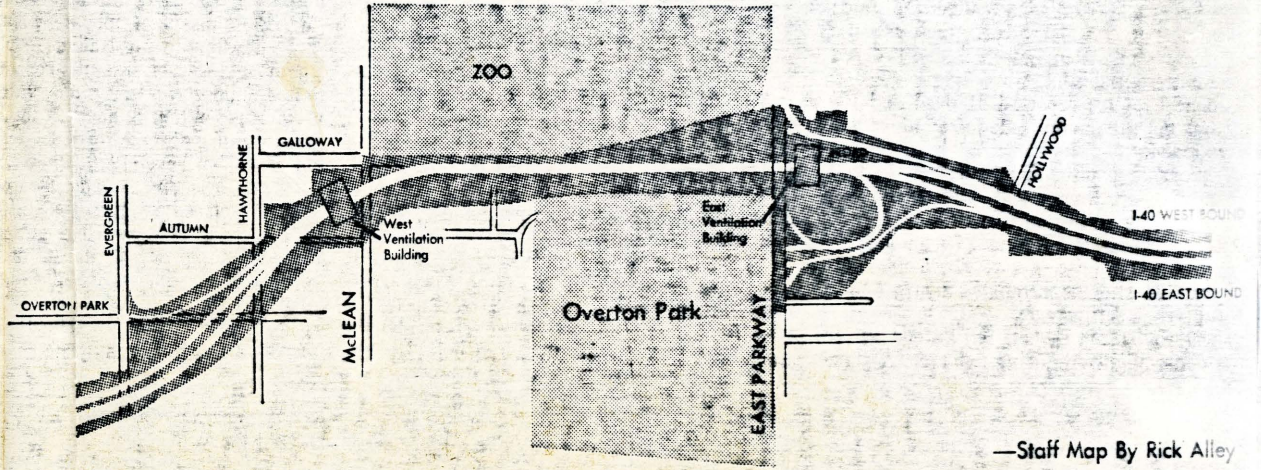 ZOO
GALLOWAY
HAWTHORNE
EVERGREEN
AUTUMN
OVERTON PARK
McLEAN
West
Ventilation
Building
East
Ventilation
Building
Overton Park
EAST PARKWAY
HOLLYWOOD
I-40 WEST BOUND
I-40 EAST BOUND
—Staff Map By Rick Alley